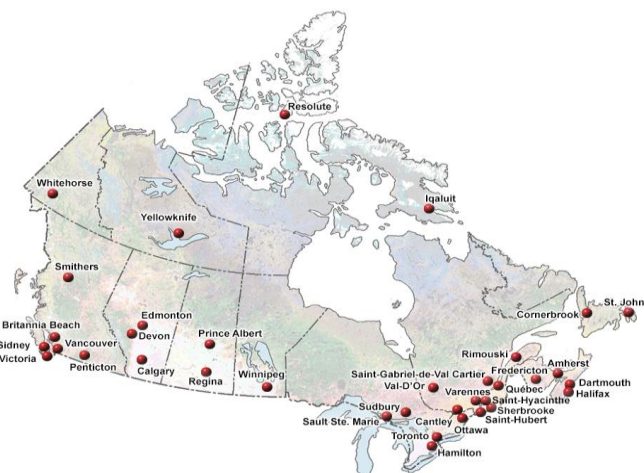 Resolute
Whitehorse
Iqaluit
Yellowknife
Smithers
Cornerbrook
St. John
Edmonton
Britannia Beach
Devon
Prince Albert
Sidney
Vancouver
Victoria
Penticton
Calgary
Regina
Winnipeg
Rimouski
Amherst
Fredericton
Saint-Gabriel-de-Val Cartier
Val-D'Or
Québec
Dartmouth
Varennes
Halifax
Saint-Hyacinthe
Sudbury
Sherbrooke
Sault Ste. Marie
Cantley
Saint-Hubert
Ottawa
Toronto
Hamilton